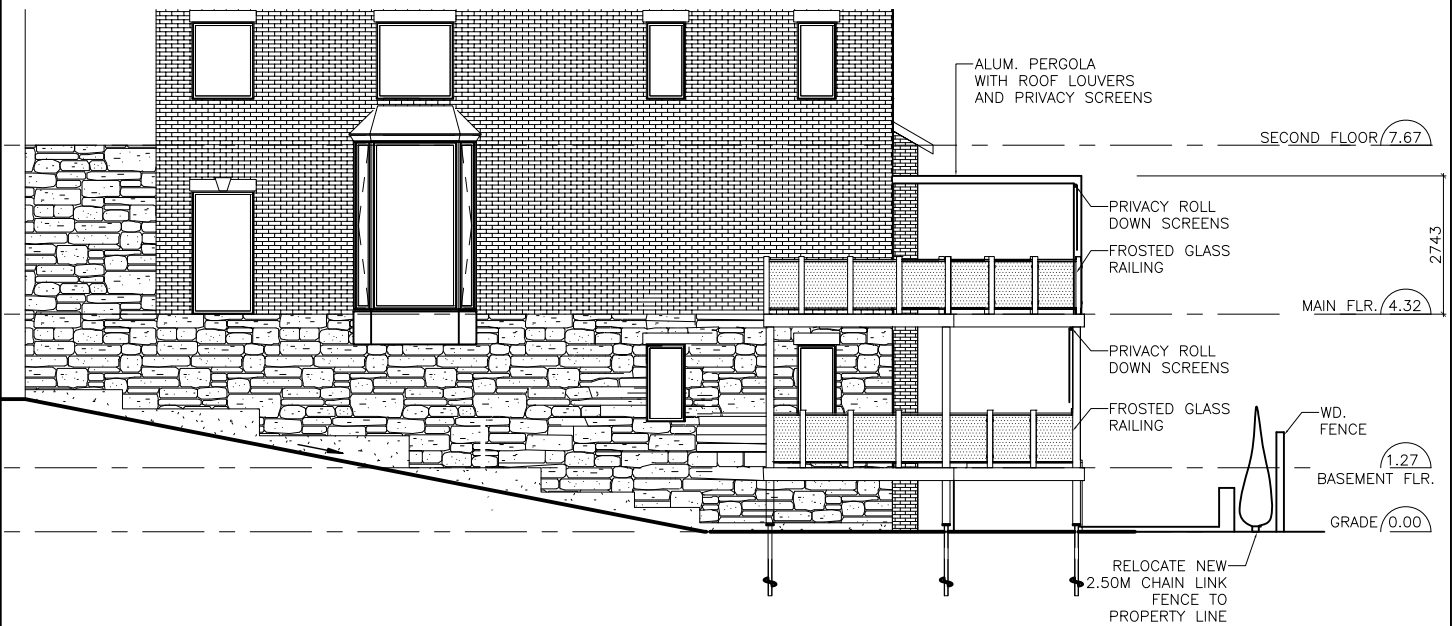 ALUM. PERGOLA
WITH ROOF LOUVERS
AND PRIVACY SCREENS
SECOND FLOOR 7.67
PRIVACY ROLL
DOWN SCREENS
FROSTED GLASS
RAILING
2743
MAIN FLR. 4.32
PRIVACY ROLL
DOWN SCREENS
FROSTED GLASS
RAILING
WD.
FENCE
1.27
BASEMENT FLR.
GRADE 0.00
RELOCATE NEW
2.50M CHAIN LINK
FENCE TO
PROPERTY LINE